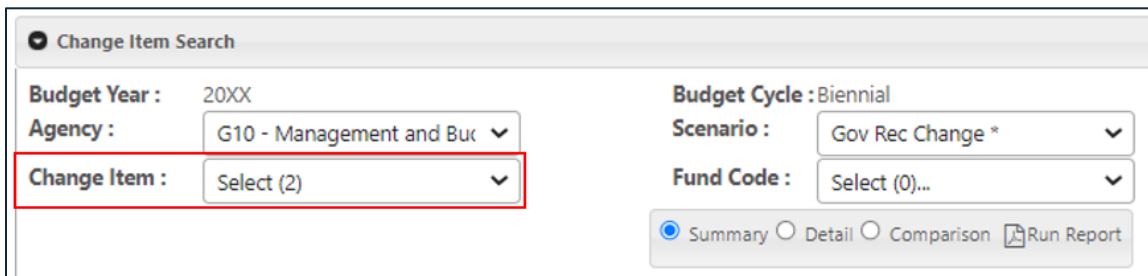 Change Item Search
Budget Year : 20XX Budget Cycle : Biennial
Agency : G10 - Management and Buc Scenario : Gov Rec Change *
Change Item : Select (2) Fund Code : Select (0)...
Summary Detail Comparison Run Report